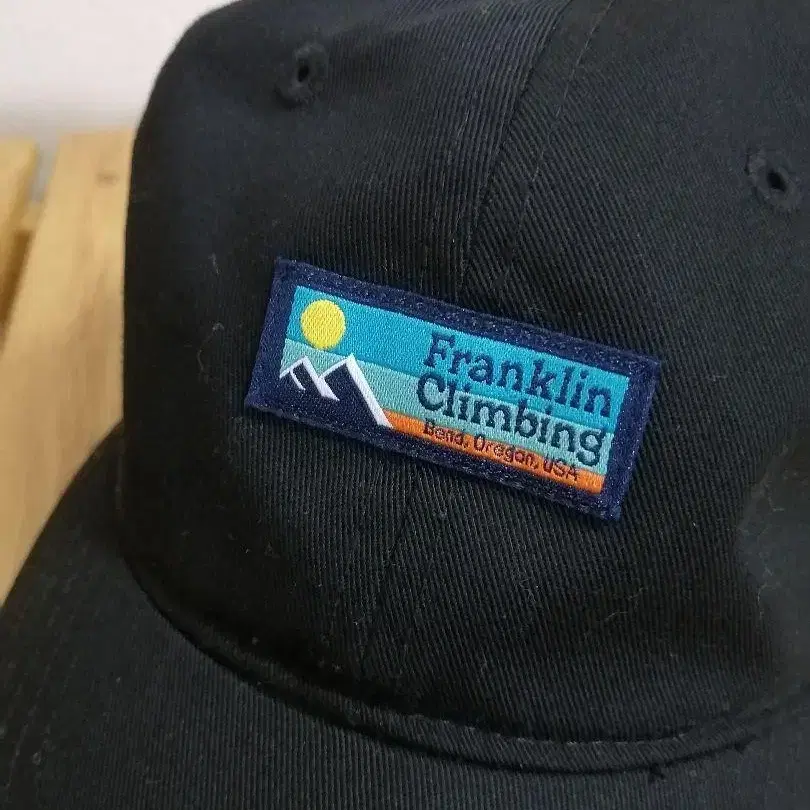 Franklin
Climbing
Bend, Oregon, USA